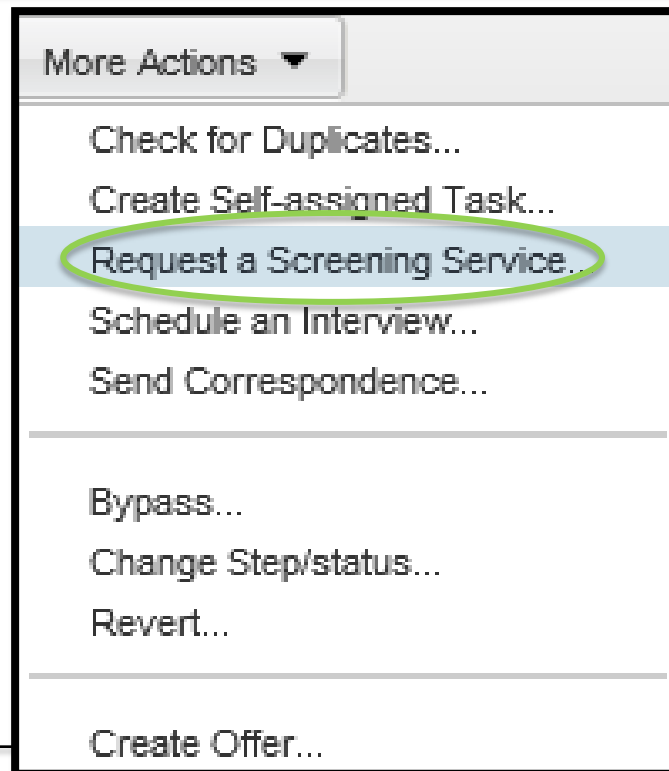 More Actions
Check for Duplicates...
Create Self-assigned Task...
Request a Screening Service...
Schedule an Interview...
Send Correspondence...
Bypass...
Change Step/status...
Revert...
Create Offer...